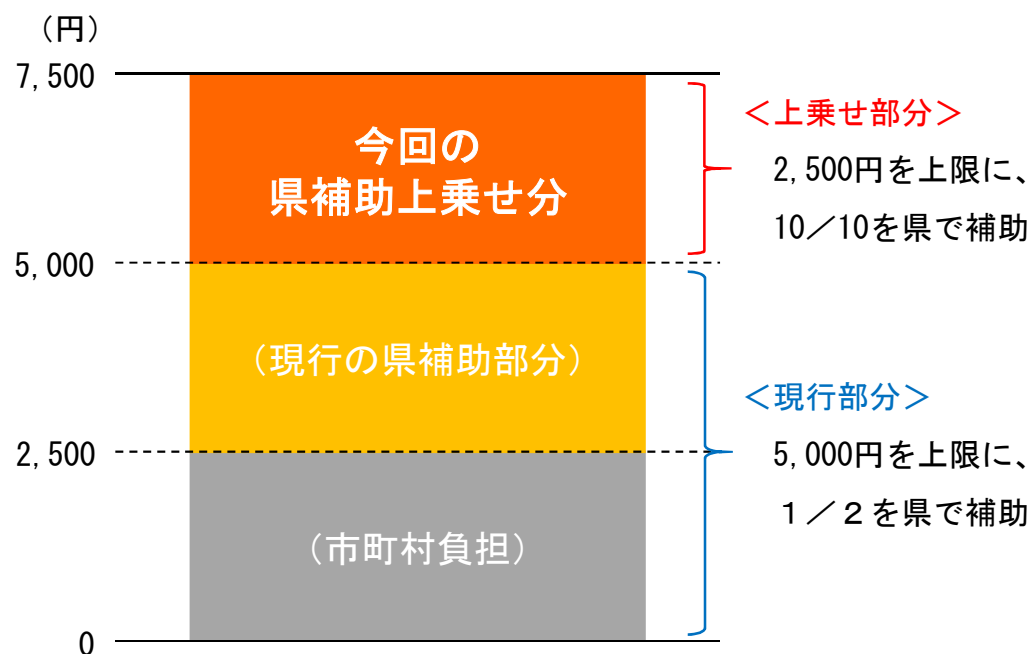 （円）
7,500
5,000
2,500
0
今回の
県補助上乗せ分
（現行の県補助部分）
（市町村負担）
＜上乗せ部分＞
2,500円を上限に、
10／10を県で補助
＜現行部分＞
5,000円を上限に、
１／２を県で補助